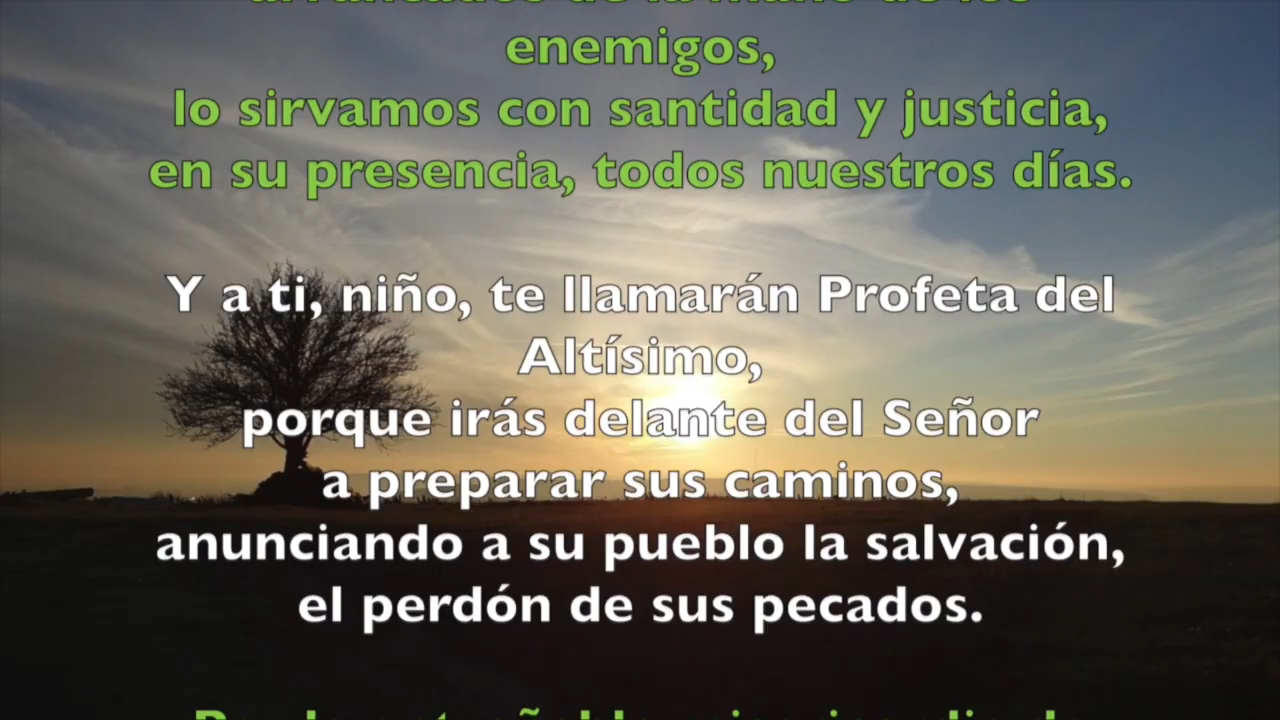 enemigos,
lo sirvamos con santidad y justicia,
en su presencia, todos nuestros días.
Y a ti, niño, te llamarán Profeta del
Altísimo,
porque irás delante del Señor
a preparar sus caminos,
anunciando a su pueblo la salvación,
el perdón de sus pecados.